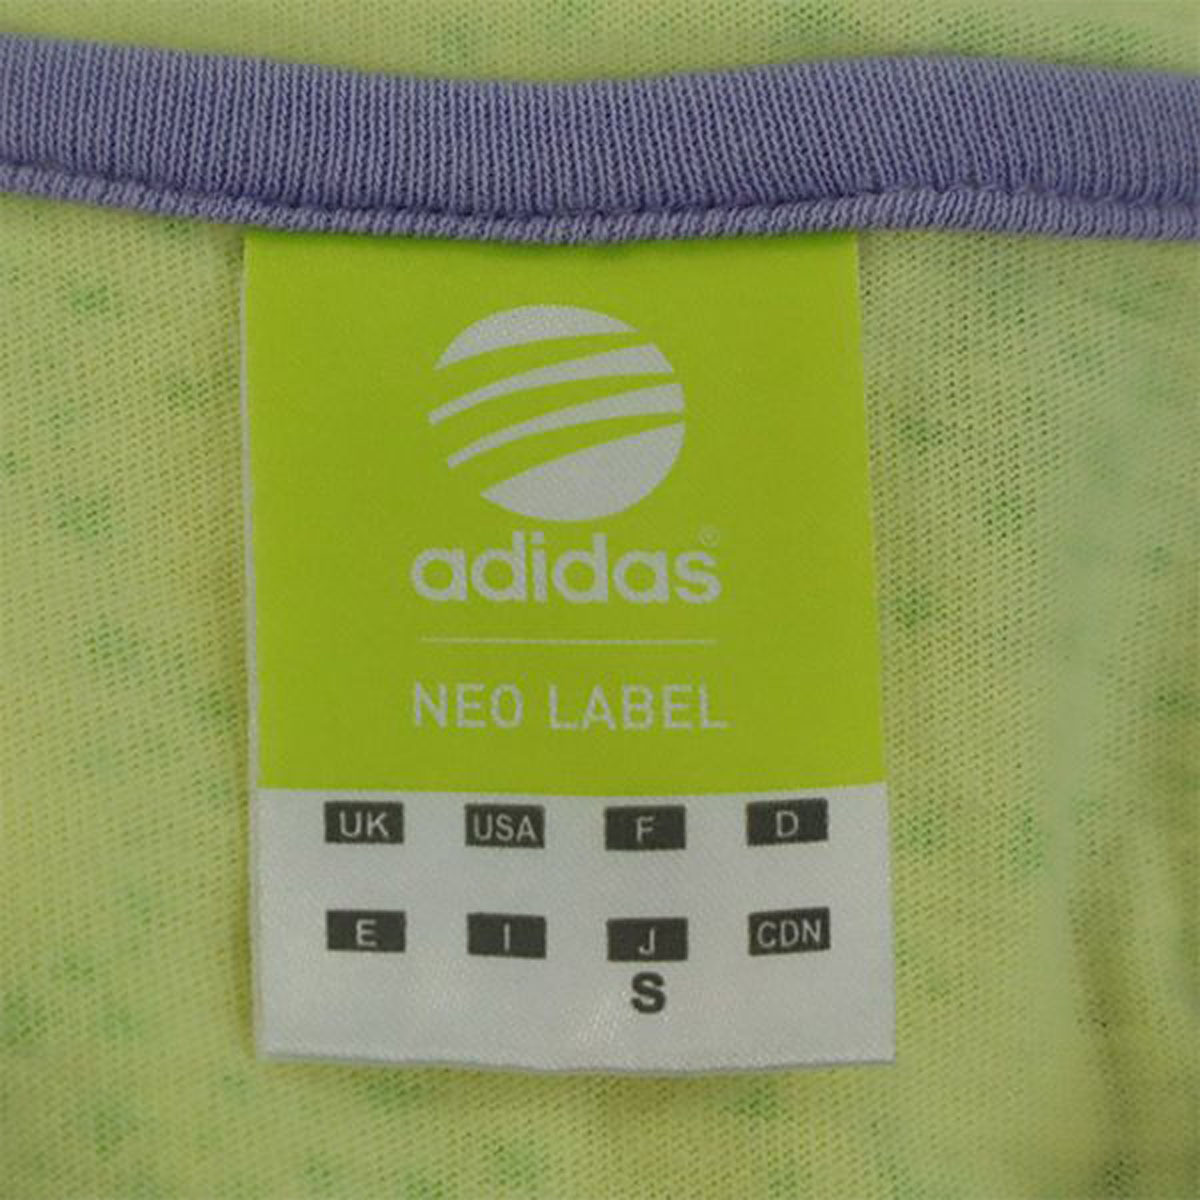 adidas®
NEO LABEL
UK USA F D
E I J CDN
S